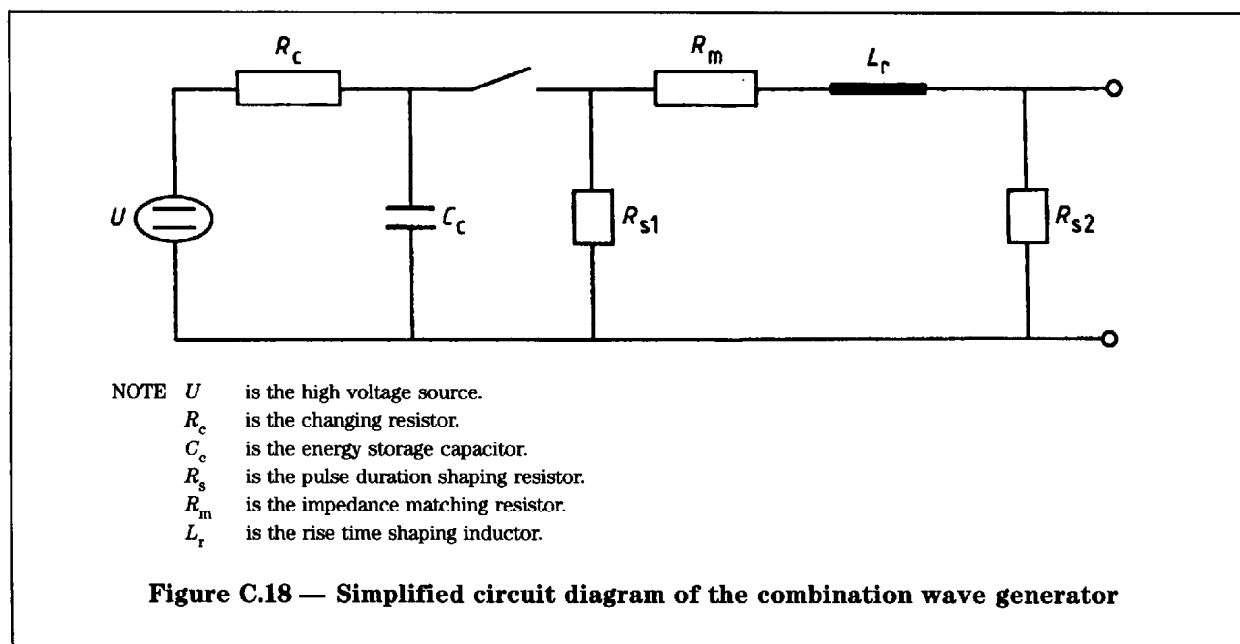 R_c
R_m
L_r
U
C_c
R_s1
R_s2
NOTE U is the high voltage source.
R_c is the changing resistor.
C_c is the energy storage capacitor.
R_s is the pulse duration shaping resistor.
R_m is the impedance matching resistor.
L_r is the rise time shaping inductor.
Figure C.18 — Simplified circuit diagram of the combination wave generator